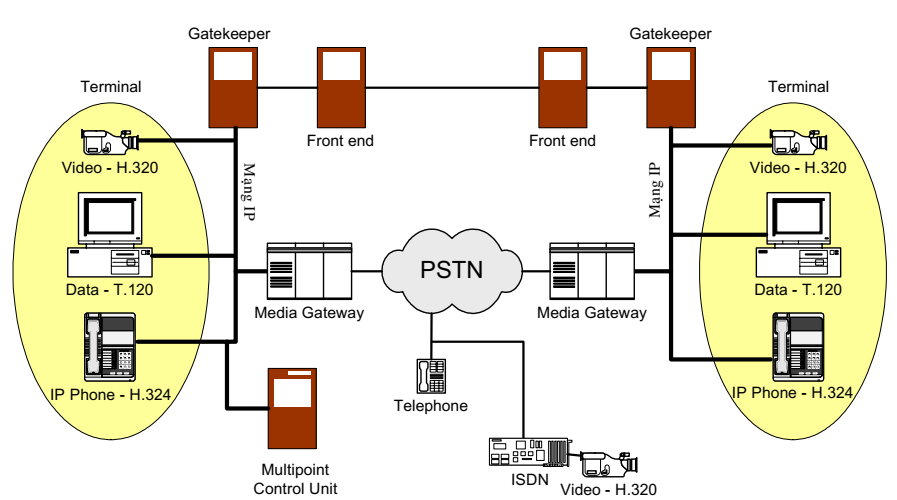 Gatekeeper
Gatekeeper
Terminal
Terminal
Front end
Front end
Video - H.320
Video - H.320
Mạng IP
Mạng IP
PSTN
Data - T.120
Data - T.120
Media Gateway
Media Gateway
IP Phone - H.324
IP Phone - H.324
Telephone
Multipoint
Control Unit
ISDN
Video - H.320